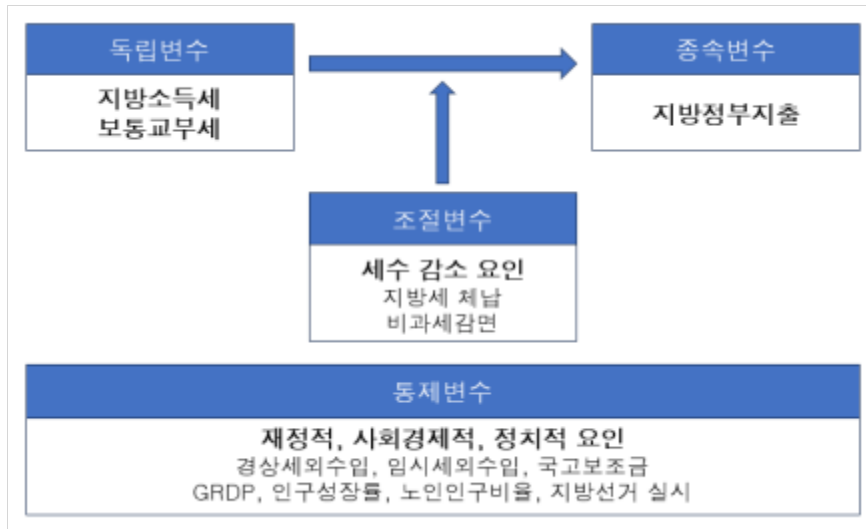 독립변수
지방소득세
보통교부세
종속변수
지방정부지출
조절변수
세수 감소 요인
지방세 체납
비과세감면
통제변수
재정적, 사회경제적, 정치적 요인
경상세외수입, 임시세외수입, 국고보조금
GRDP, 인구성장률, 노인인구비율, 지방선거 실시